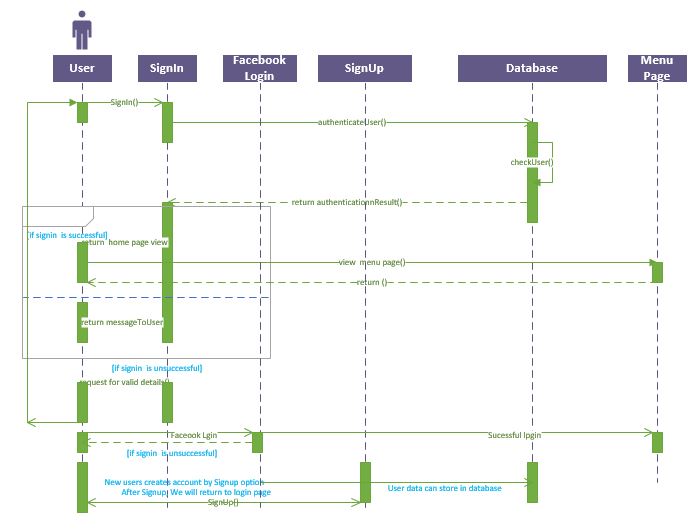 User
SignIn
Facebook
Login
SignUp
Database
Menu
Page
SignIn()
authenticateUser()
checkUser()
return authenticationnResult()
[if signin is successful]
return home page view
view menu page()
return ()
return messageToUser
[if signin is unsuccessful]
request for valid details()
Faceook Lgin
Sucessful lpgin
[if signin is unsuccessful]
New users creates account by Signup option
After Signup We will return to login page
User data can store in database
SignUp()